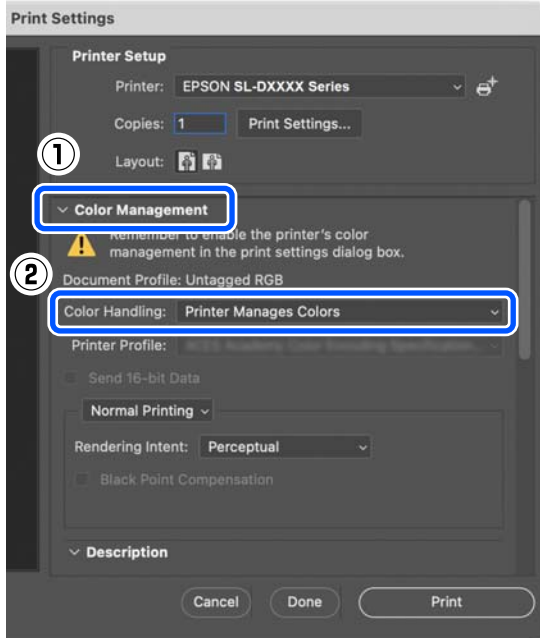 Print Settings
Printer Setup
Printer: EPSON SL-DXXXX Series
Copies: 1 Print Settings...
Layout:
①
Color Management
Remember to enable the printer's color
management in the print settings dialog box.
②
Document Profile: Untagged RGB
Color Handling: Printer Manages Colors
Printer Profile:
Send 16-bit Data
Normal Printing
Rendering Intent: Perceptual
Black Point Compensation
Description
Cancel Done Print